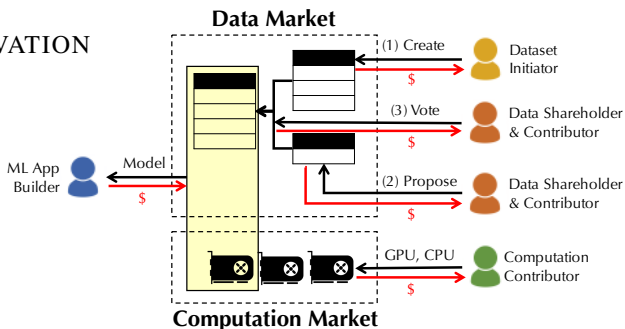 Data Market
VATION
(1) Create
$
Dataset
Initiator
(3) Vote
$
Data Shareholder
& Contributor
ML App
Builder
Model
$
(2) Propose
$
Data Shareholder
& Contributor
GPU, CPU
$
Computation
Contributor
Computation Market